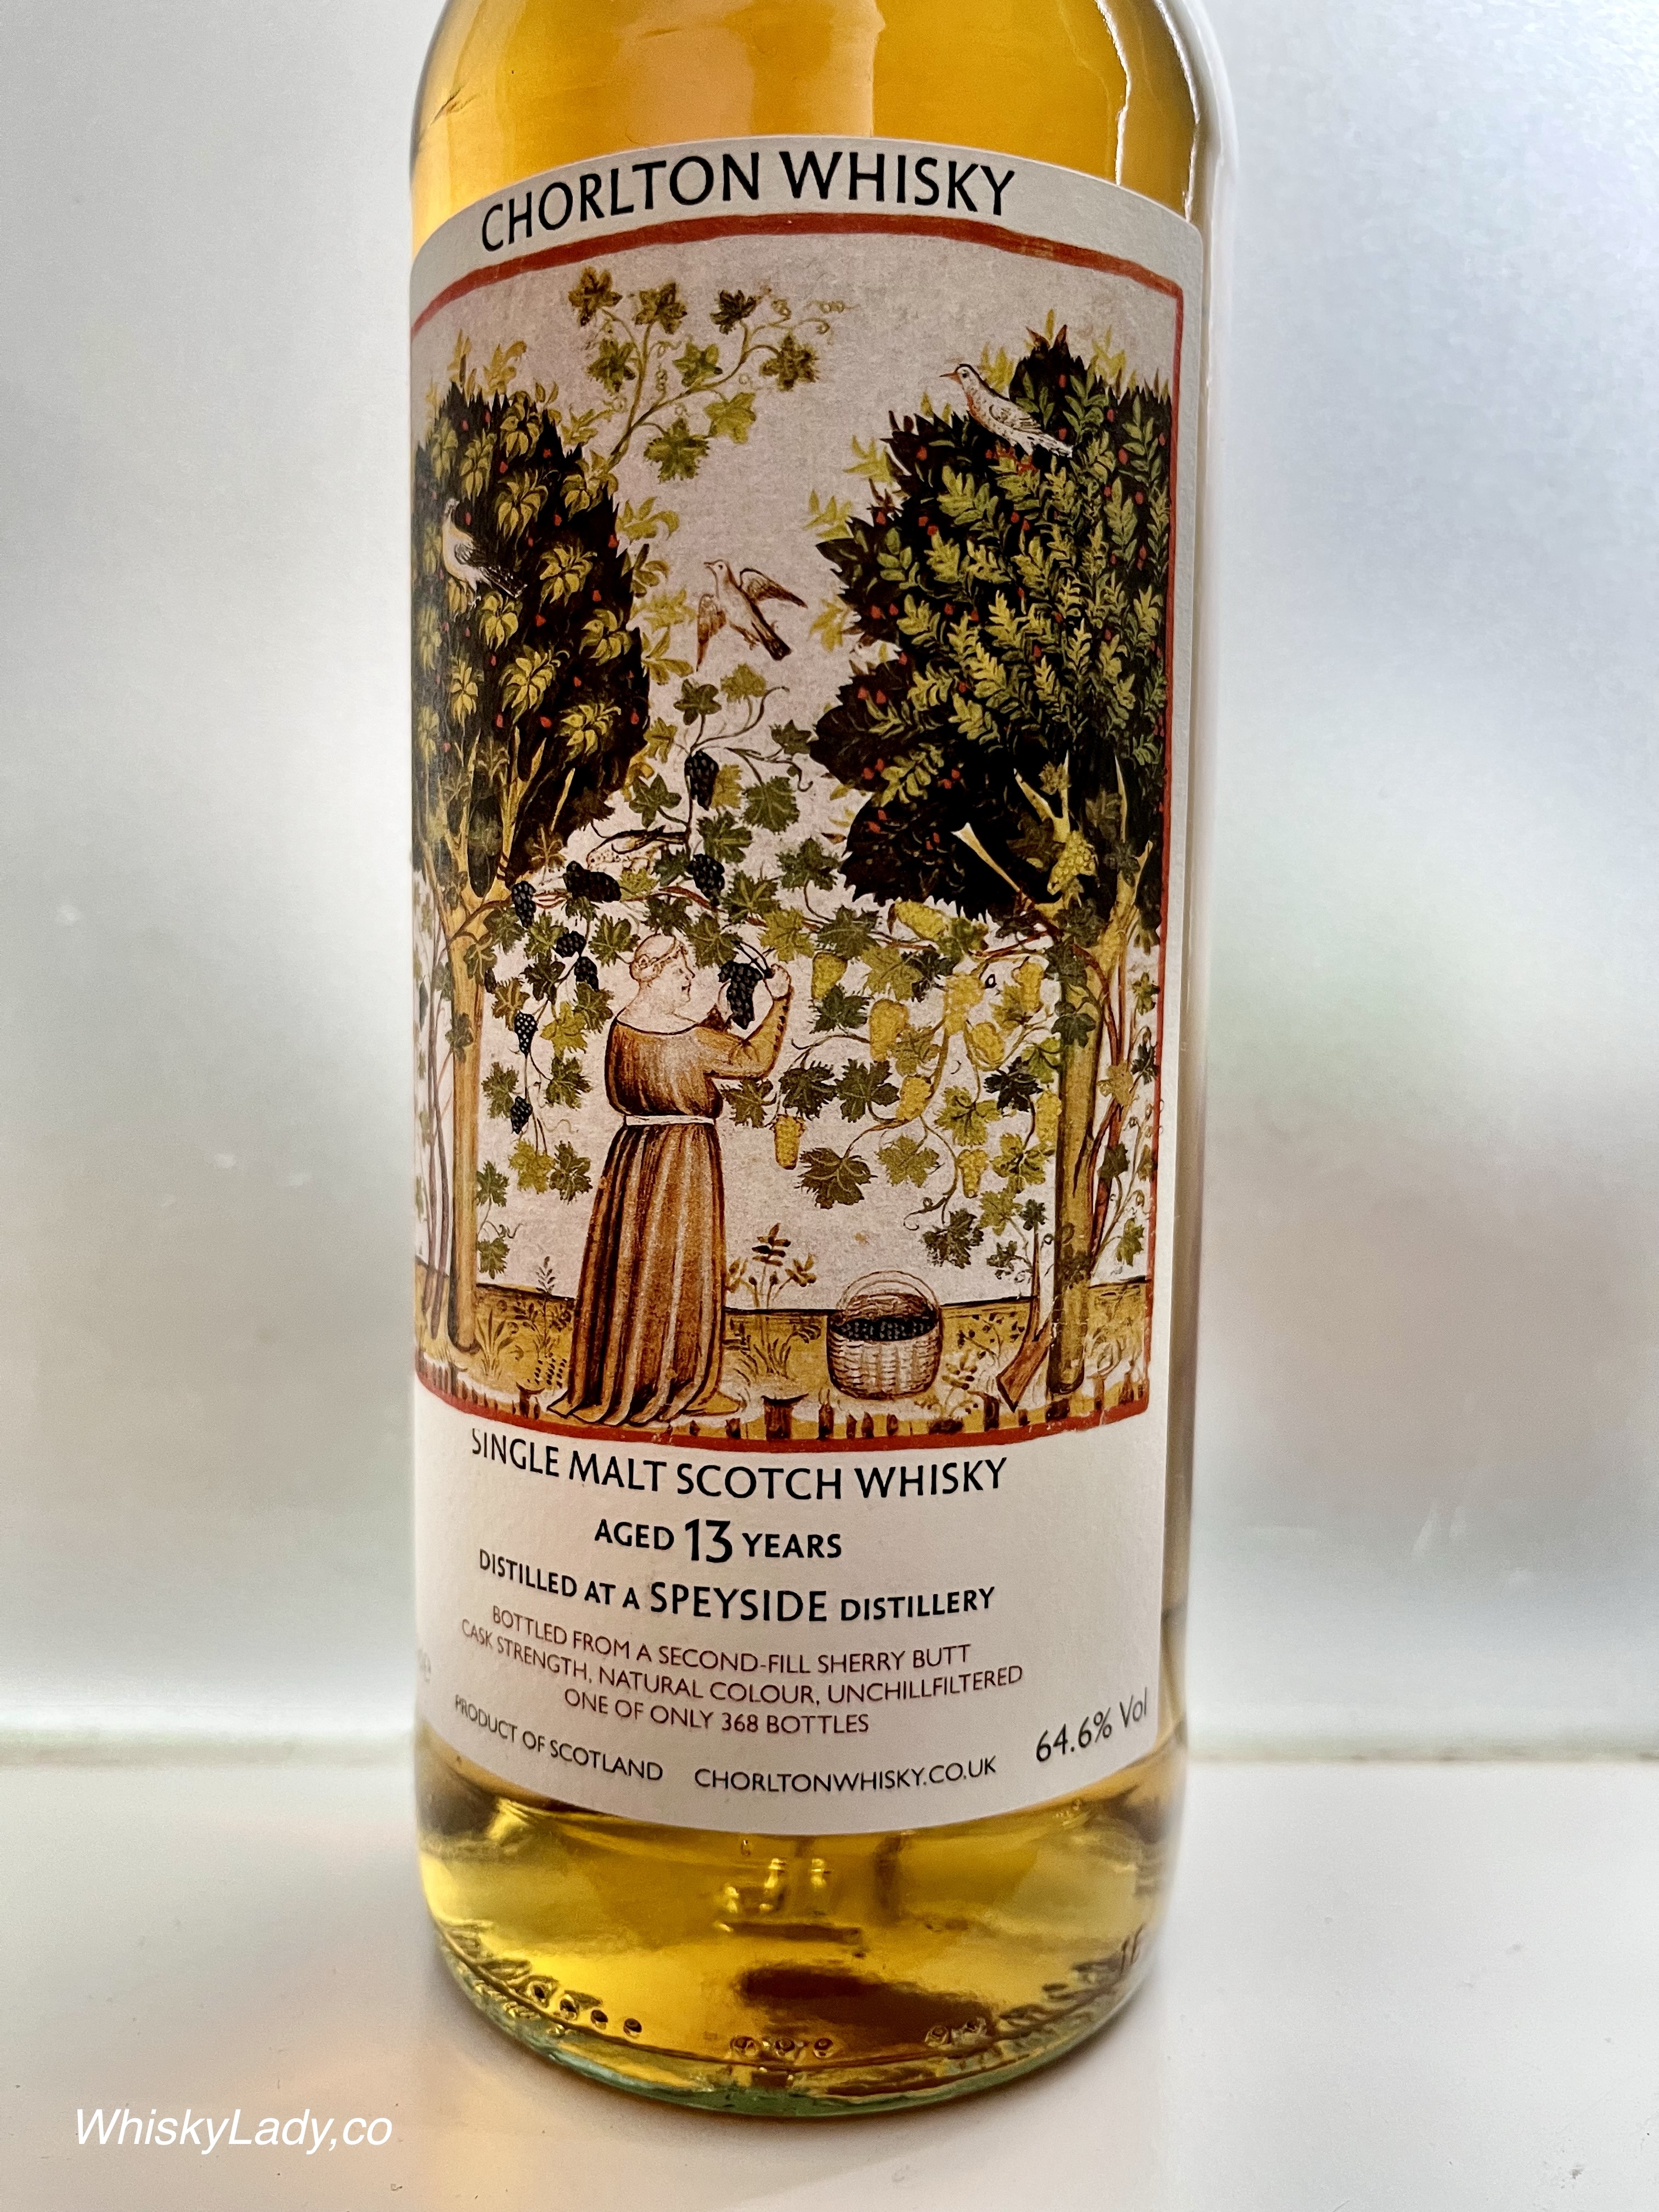 CHORLTON WHISKY
SINGLE MALT SCOTCH WHISKY
AGED 13 YEARS
DISTILLED AT A SPEYSIDE DISTILLERY
BOTTLED FROM A SECOND-FILL SHERRY BUTT
CASK STRENGTH, NATURAL COLOUR, UNCHILLFILTERED
ONE OF ONLY 368 BOTTLES
PRODUCT OF SCOTLAND CHORLTONWHISKY.CO.UK 64.6% Vol
WhiskyLady,co